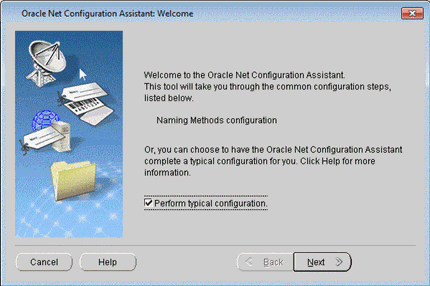 Oracle Net Configuration Assistant: Welcome
Welcome to the Oracle Net Configuration Assistant.
This tool will take you through the common configuration steps,
listed below.
Naming Methods configuration
Or, you can choose to have the Oracle Net Configuration Assistant
complete a typical configuration for you. Click Help for more
information.
Perform typical configuration.
Cancel Help Back Next